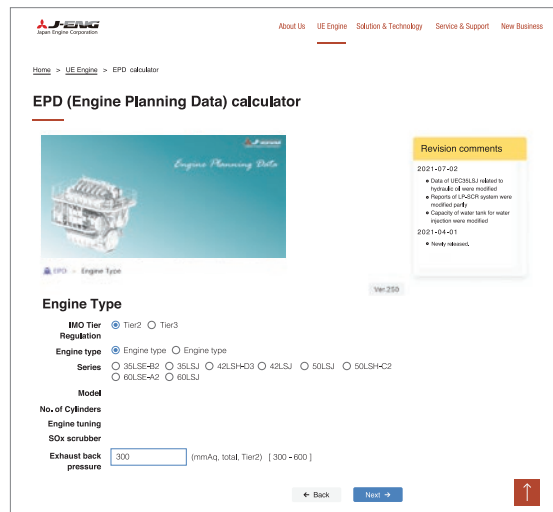 J-ENG
Japan Engine Corporation
About Us UE Engine Solution & Technology Service & Support New Business
Home > UE Engine > EPD calculator
EPD (Engine Planning Data) calculator
J-ENG
Engine Planning Data
EPD > Engine Type
Revision comments
2021-07-02
Data of UEC35LSJ related to
hydraulic oil were modified
Reports of LP-SCR system were
modified partly
Capacity of water tank for water
injection were modified
2021-04-01
Newly released.
Ver.250
Engine Type
IMO Tier
Regulation
Tier2 Tier3
Engine type Engine type Engine type
Series 35LSE-B2 35LSJ 42LSH-D3 42LSJ 50LSJ 50LSH-C2
60LSE-A2 60LSJ
Model
No. of Cylinders
Engine tuning
SOx scrubber
Exhaust back
pressure
300 (mmAq, total, Tier2) [ 300 - 600 ]
← Back Next →
↑